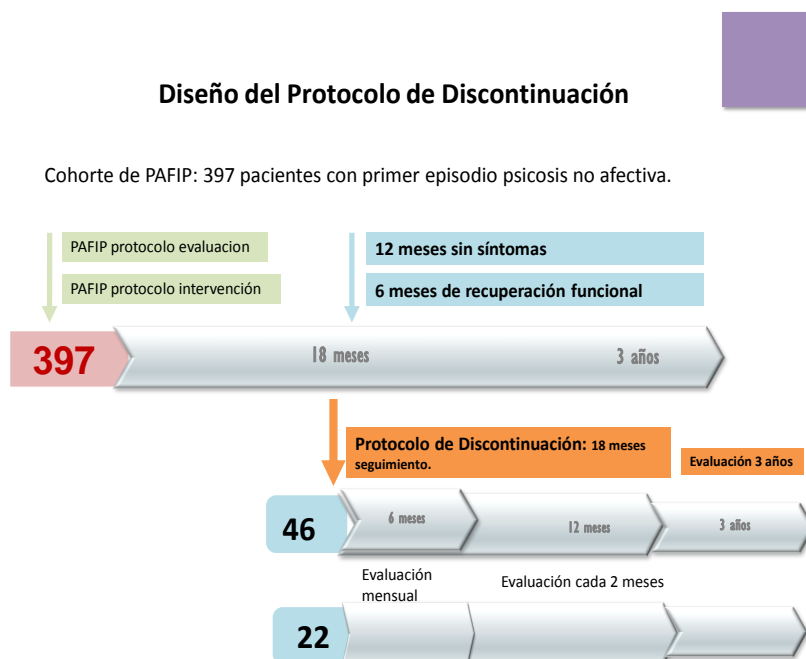 Diseño del Protocolo de Discontinuación
Cohorte de PAFIP: 397 pacientes con primer episodio psicosis no afectiva.
PAFIP protocolo evaluacion
PAFIP protocolo intervención
12 meses sin síntomas
6 meses de recuperación funcional
397
18 meses
3 años
Protocolo de Discontinuación: 18 meses
seguimiento.
Evaluación 3 años
46
6 meses
12 meses
3 años
Evaluación
mensual
Evaluación cada 2 meses
22